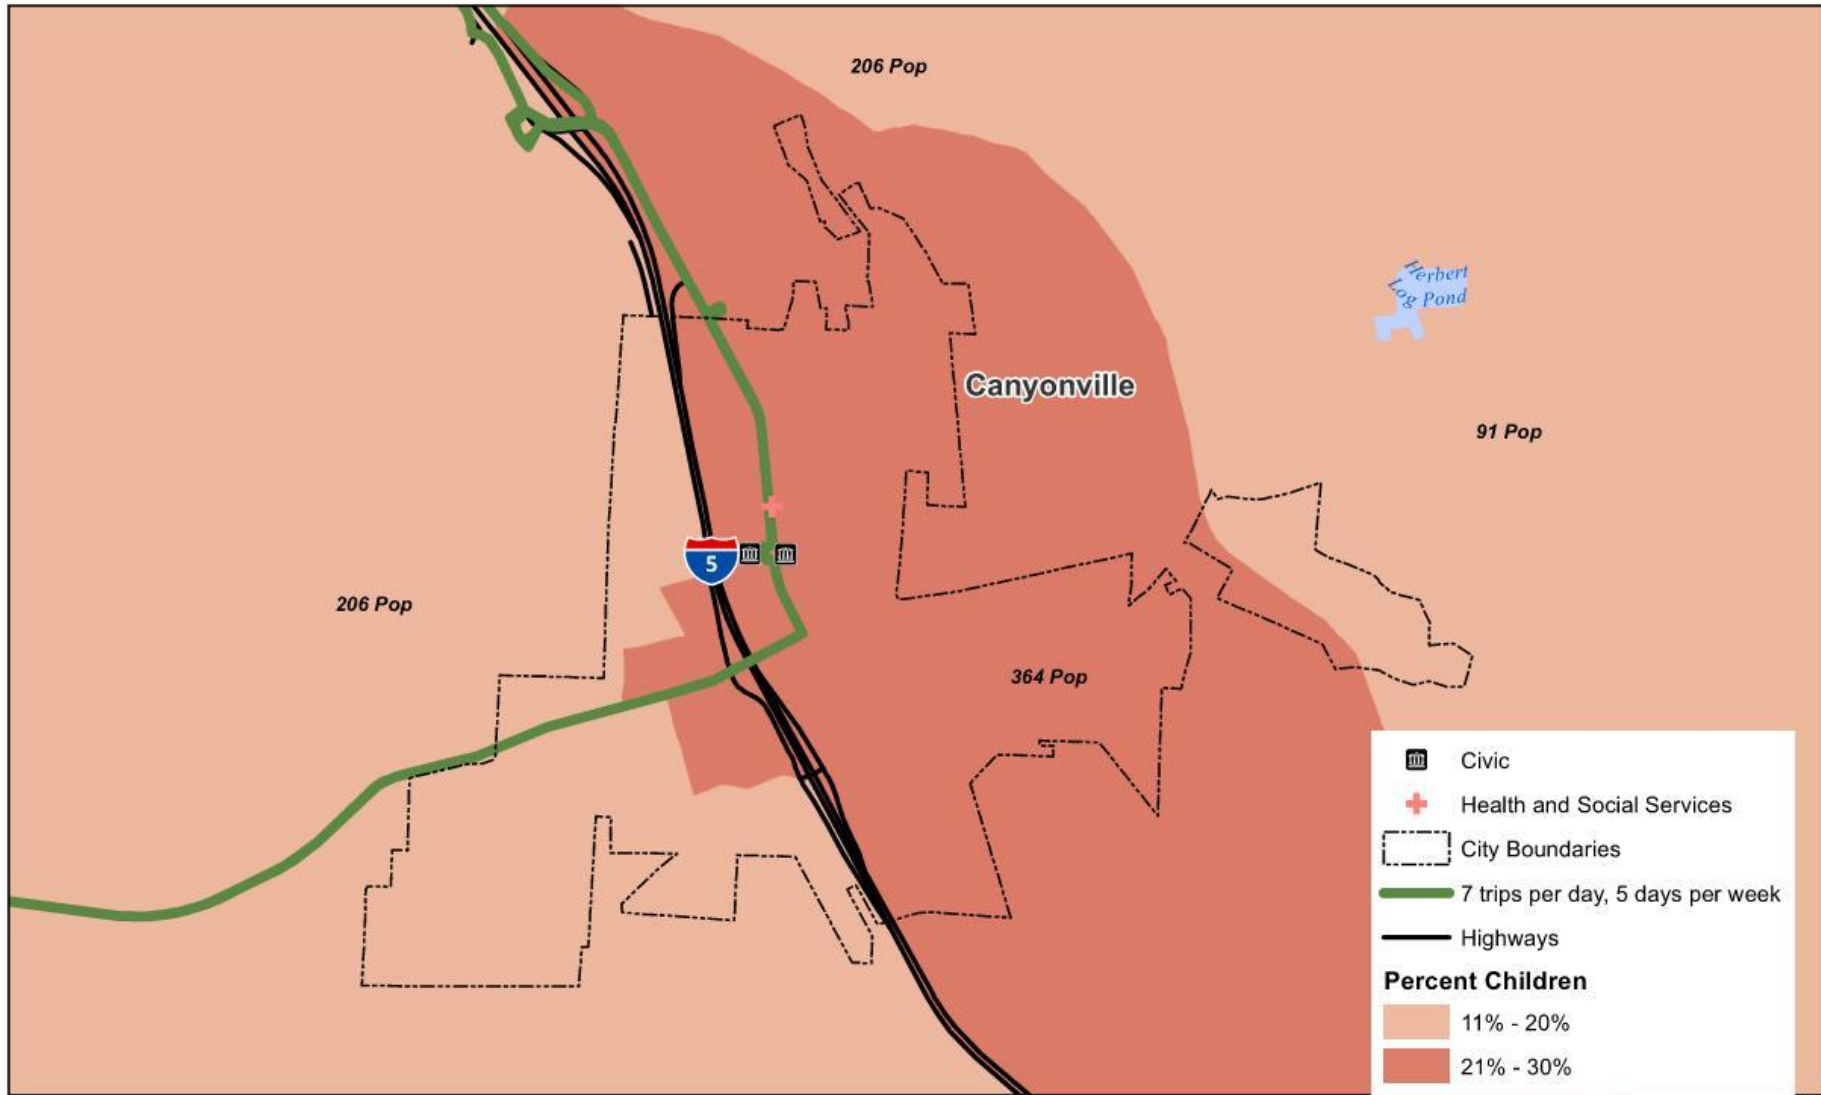 206 Pop
Herbert
Log Pond
Canyonville
91 Pop
5
206 Pop
364 Pop
Civic
Health and Social Services
City Boundaries
7 trips per day, 5 days per week
Highways
Percent Children
11% - 20%
21% - 30%